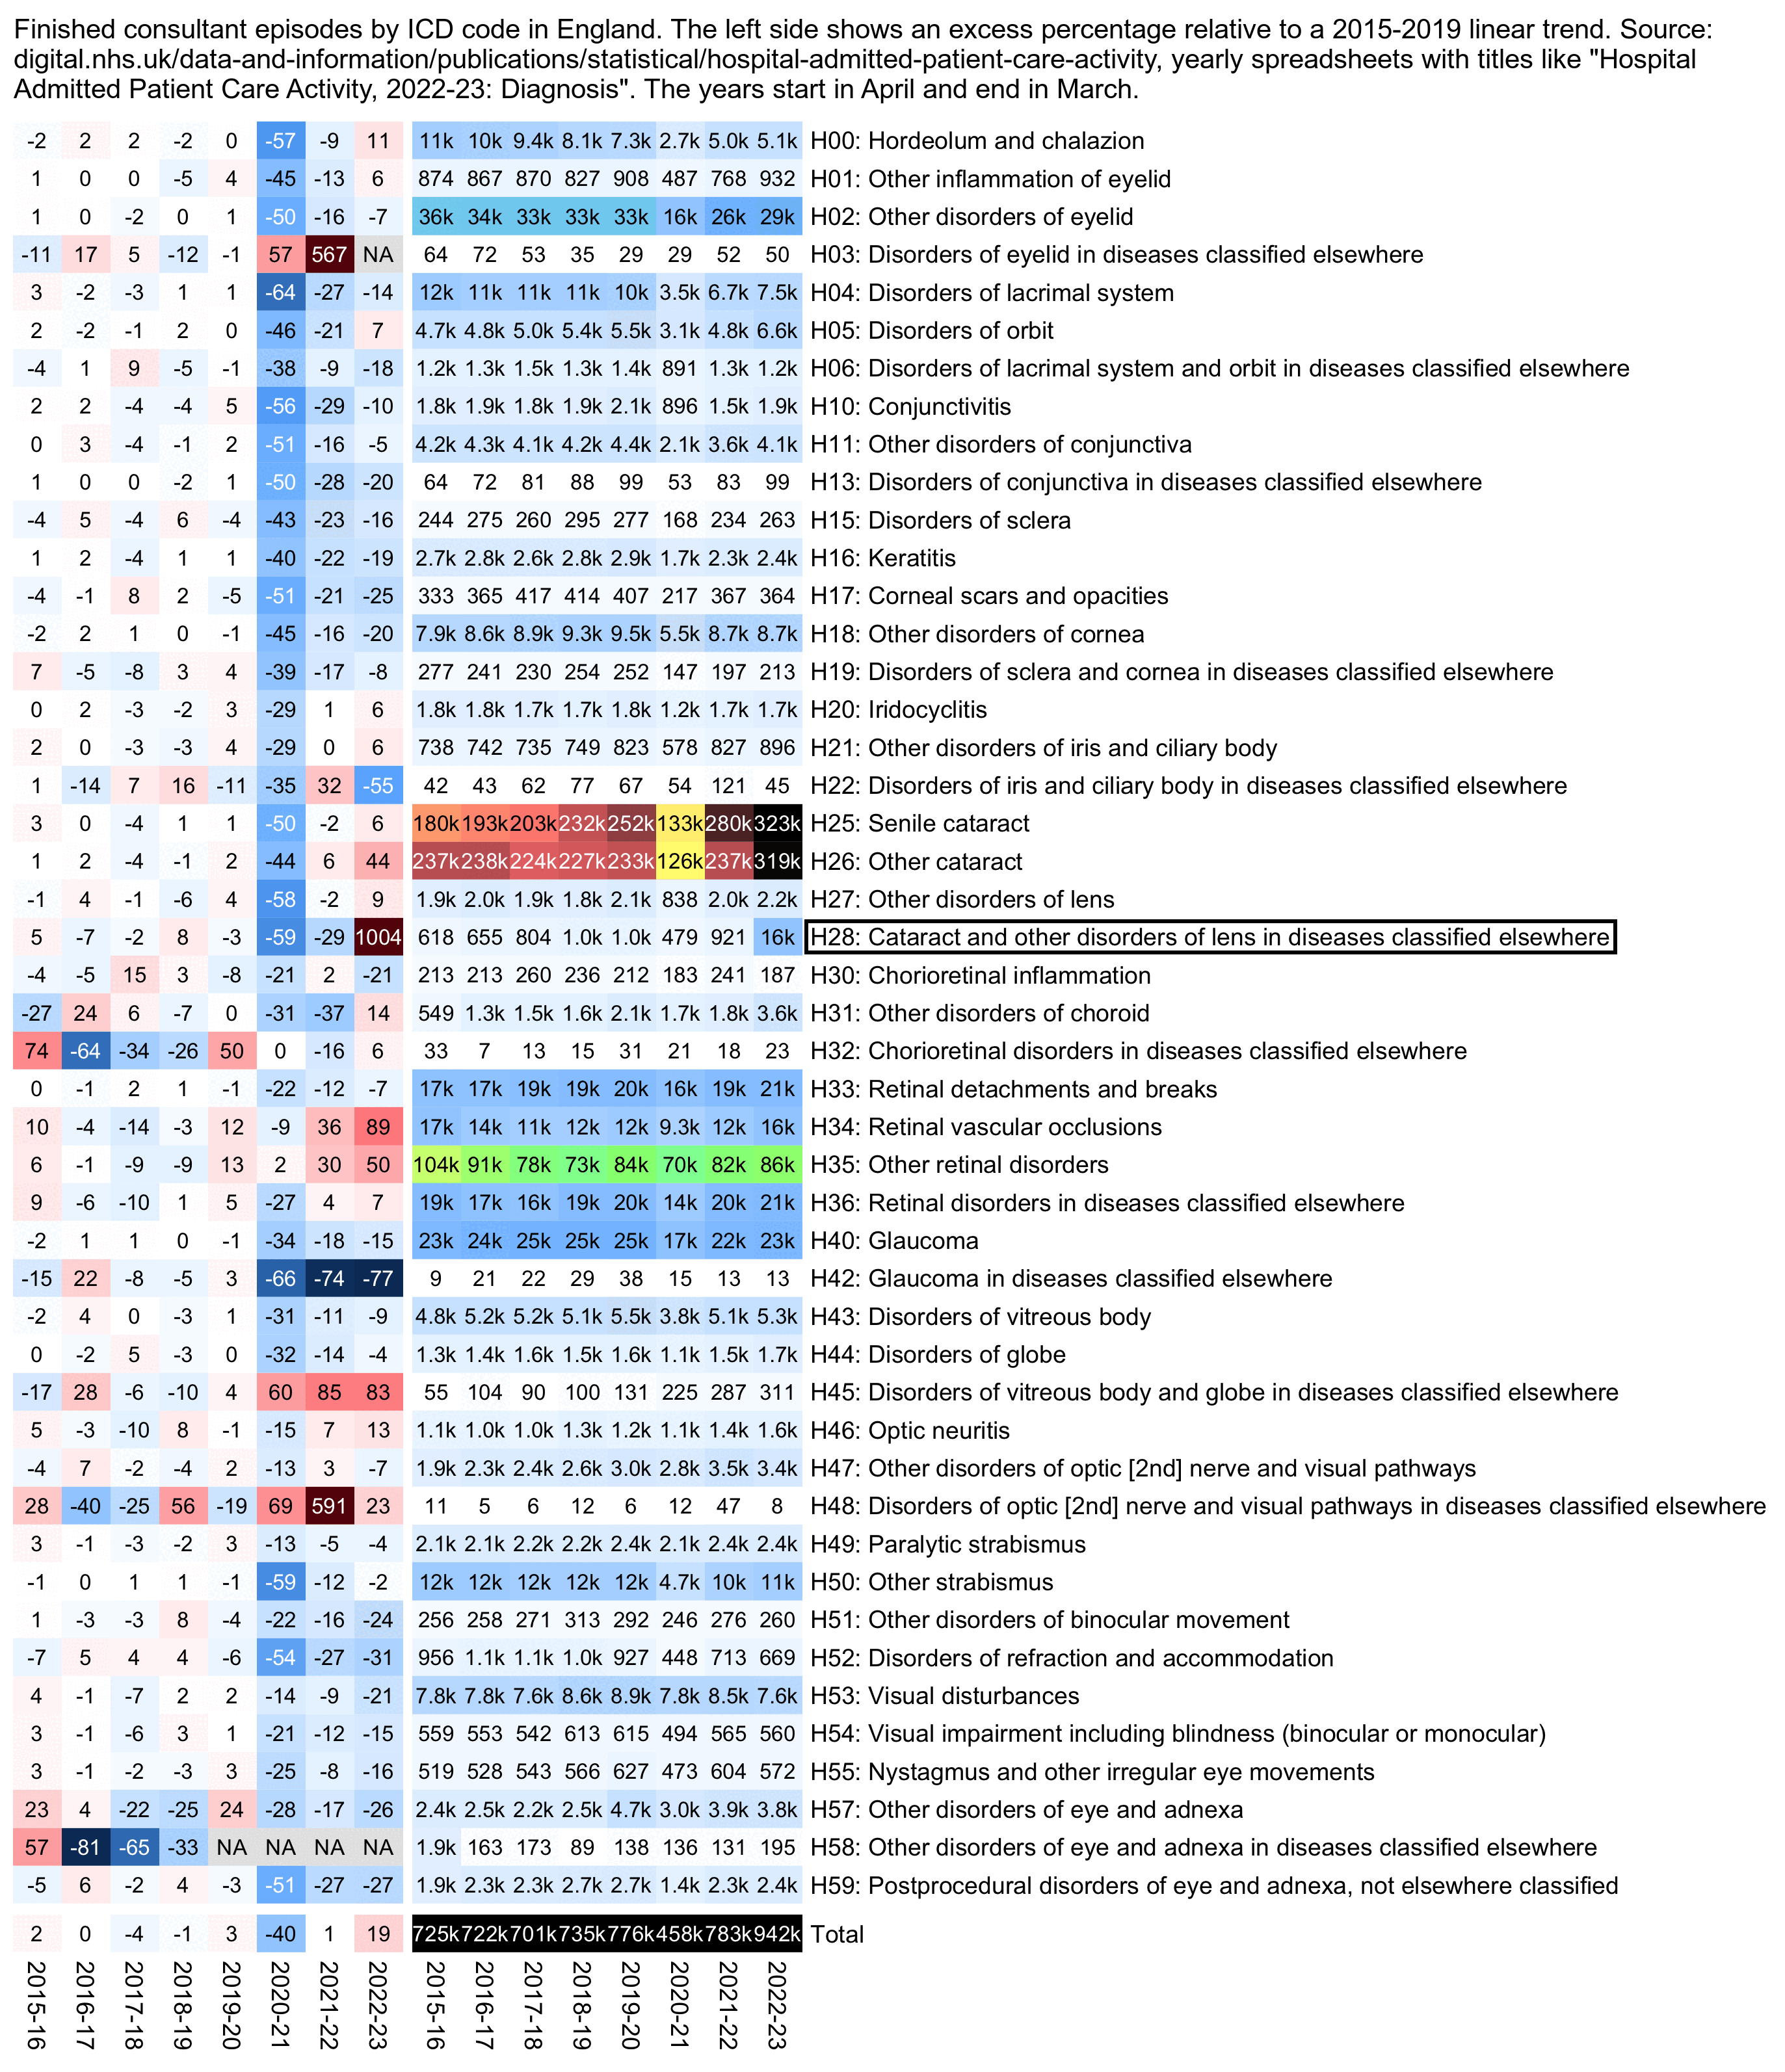 Finished consultant episodes by ICD code in England. The left side shows an excess percentage relative to a 2015-2019 linear trend. Source:
digital.nhs.uk/data-and-information/publications/statistical/hospital-admitted-patient-care-activity, yearly spreadsheets with titles like "Hospital
Admitted Patient Care Activity, 2022-23: Diagnosis". The years start in April and end in March.
-2 2 2 -2 0 -57 -9 11 11k 10k 9.4k 8.1k 7.3k 2.7k 5.0k 5.1k H00: Hordeolum and chalazion
1 0 0 -5 4 -45 -13 6 874 867 870 827 908 487 768 932 H01: Other inflammation of eyelid
1 0 -2 0 1 -50 -16 -7 36k 34k 33k 33k 33k 16k 26k 29k H02: Other disorders of eyelid
-11 17 5 -12 -1 57 567 NA 64 72 53 35 29 29 52 50 H03: Disorders of eyelid in diseases classified elsewhere
3 -2 -3 1 1 -64 -27 -14 12k 11k 11k 11k 10k 3.5k 6.7k 7.5k H04: Disorders of lacrimal system
2 -2 -1 2 0 -46 -21 7 4.7k 4.8k 5.0k 5.4k 5.5k 3.1k 4.8k 6.6k H05: Disorders of orbit
-4 1 9 -5 -1 -38 -9 -18 1.2k 1.3k 1.5k 1.3k 1.4k 891 1.3k 1.2k H06: Disorders of lacrimal system and orbit in diseases classified elsewhere
2 2 -4 -4 5 -56 -29 -10 1.8k 1.9k 1.8k 1.9k 2.1k 896 1.5k 1.9k H10: Conjunctivitis
0 3 -4 -1 2 -51 -16 -5 4.2k 4.3k 4.1k 4.2k 4.4k 2.1k 3.6k 4.1k H11: Other disorders of conjunctiva
1 0 0 -2 1 -50 -28 -20 64 72 81 88 99 53 83 99 H13: Disorders of conjunctiva in diseases classified elsewhere
-4 5 -4 6 -4 -43 -23 -16 244 275 260 295 277 168 234 263 H15: Disorders of sclera
1 2 -4 1 1 -40 -22 -19 2.7k 2.8k 2.6k 2.8k 2.9k 1.7k 2.3k 2.4k H16: Keratitis
-4 -1 8 2 -5 -51 -21 -25 333 365 417 414 407 217 367 364 H17: Corneal scars and opacities
-2 2 1 0 -1 -45 -16 -20 7.9k 8.6k 8.9k 9.3k 9.5k 5.5k 8.7k 8.7k H18: Other disorders of cornea
7 -5 -8 3 4 -39 -17 -8 277 241 230 254 252 147 197 213 H19: Disorders of sclera and cornea in diseases classified elsewhere
0 2 -3 -2 3 -29 1 6 1.8k 1.8k 1.7k 1.7k 1.8k 1.2k 1.7k 1.7k H20: Iridocyclitis
2 0 -3 -3 4 -29 0 6 738 742 735 749 823 578 827 896 H21: Other disorders of iris and ciliary body
1 -14 7 16 -11 -35 32 -55 42 43 62 77 67 54 121 45 H22: Disorders of iris and ciliary body in diseases classified elsewhere
3 0 -4 1 1 -50 -2 6 180k 193k 203k 232k 252k 133k 280k 323k H25: Senile cataract
1 2 -4 -1 2 -44 6 44 237k 238k 224k 227k 233k 126k 237k 319k H26: Other cataract
-1 4 -1 -6 4 -58 -2 9 1.9k 2.0k 1.9k 1.8k 2.1k 838 2.0k 2.2k H27: Other disorders of lens
5 -7 -2 8 -3 -59 -29 1004 618 655 804 1.0k 1.0k 479 921 16k H28: Cataract and other disorders of lens in diseases classified elsewhere
-4 -5 15 3 -8 -21 2 -21 213 213 260 236 212 183 241 187 H30: Chorioretinal inflammation
-27 24 6 -7 0 -31 -37 14 549 1.3k 1.5k 1.6k 2.1k 1.7k 1.8k 3.6k H31: Other disorders of choroid
74 -64 -34 -26 50 0 -16 6 33 7 13 15 31 21 18 23 H32: Chorioretinal disorders in diseases classified elsewhere
0 -1 2 1 -1 -22 -12 -7 17k 17k 19k 19k 20k 16k 19k 21k H33: Retinal detachments and breaks
10 -4 -14 -3 12 -9 36 89 17k 14k 11k 12k 12k 9.3k 12k 16k H34: Retinal vascular occlusions
6 -1 -9 -9 13 2 30 50 104k 91k 78k 73k 84k 70k 82k 86k H35: Other retinal disorders
9 -6 -10 1 5 -27 4 7 19k 17k 16k 19k 20k 14k 20k 21k H36: Retinal disorders in diseases classified elsewhere
-2 1 1 0 -1 -34 -18 -15 23k 24k 25k 25k 25k 17k 22k 23k H40: Glaucoma
-15 22 -8 -5 3 -66 -74 -77 9 21 22 29 38 15 13 13 H42: Glaucoma in diseases classified elsewhere
-2 4 0 -3 1 -31 -11 -9 4.8k 5.2k 5.2k 5.1k 5.5k 3.8k 5.1k 5.3k H43: Disorders of vitreous body
0 -2 5 -3 0 -32 -14 -4 1.3k 1.4k 1.6k 1.5k 1.6k 1.1k 1.5k 1.7k H44: Disorders of globe
-17 28 -6 -10 4 60 85 83 55 104 90 100 131 225 287 311 H45: Disorders of vitreous body and globe in diseases classified elsewhere
5 -3 -10 8 -1 -15 7 13 1.1k 1.0k 1.0k 1.3k 1.2k 1.1k 1.4k 1.6k H46: Optic neuritis
-4 7 -2 -4 2 -13 3 -7 1.9k 2.3k 2.4k 2.6k 3.0k 2.8k 3.5k 3.4k H47: Other disorders of optic [2nd] nerve and visual pathways
28 -40 -25 56 -19 69 591 23 11 5 6 12 6 12 47 8 H48: Disorders of optic [2nd] nerve and visual pathways in diseases classified elsewhere
3 -1 -3 -2 3 -13 -5 -4 2.1k 2.1k 2.2k 2.2k 2.4k 2.1k 2.4k 2.4k H49: Paralytic strabismus
-1 0 1 1 -1 -59 -12 -2 12k 12k 12k 12k 12k 4.7k 10k 11k H50: Other strabismus
1 -3 -3 8 -4 -22 -16 -24 256 258 271 313 292 246 276 260 H51: Other disorders of binocular movement
-7 5 4 4 -6 -54 -27 -31 956 1.1k 1.1k 1.0k 927 448 713 669 H52: Disorders of refraction and accommodation
4 -1 -7 2 2 -14 -9 -21 7.8k 7.8k 7.6k 8.6k 8.9k 7.8k 8.5k 7.6k H53: Visual disturbances
3 -1 -6 3 1 -21 -12 -15 559 553 542 613 615 494 565 560 H54: Visual impairment including blindness (binocular or monocular)
3 -1 -2 -3 3 -25 -8 -16 519 528 543 566 627 473 604 572 H55: Nystagmus and other irregular eye movements
23 4 -22 -25 24 -28 -17 -26 2.4k 2.5k 2.2k 2.5k 4.7k 3.0k 3.9k 3.8k H57: Other disorders of eye and adnexa
57 -81 -65 -33 NA NA NA NA 1.9k 163 173 89 138 136 131 195 H58: Other disorders of eye and adnexa in diseases classified elsewhere
-5 6 -2 4 -3 -51 -27 -27 1.9k 2.3k 2.3k 2.7k 2.7k 1.4k 2.3k 2.4k H59: Postprocedural disorders of eye and adnexa, not elsewhere classified
2 0 -4 -1 3 -40 1 19 725k 722k 701k 735k 776k 458k 783k 942k Total
2015-16 2016-17 2017-18 2018-19 2019-20 2020-21 2021-22 2022-23 2015-16 2016-17 2017-18 2018-19 2019-20 2020-21 2021-22 2022-23